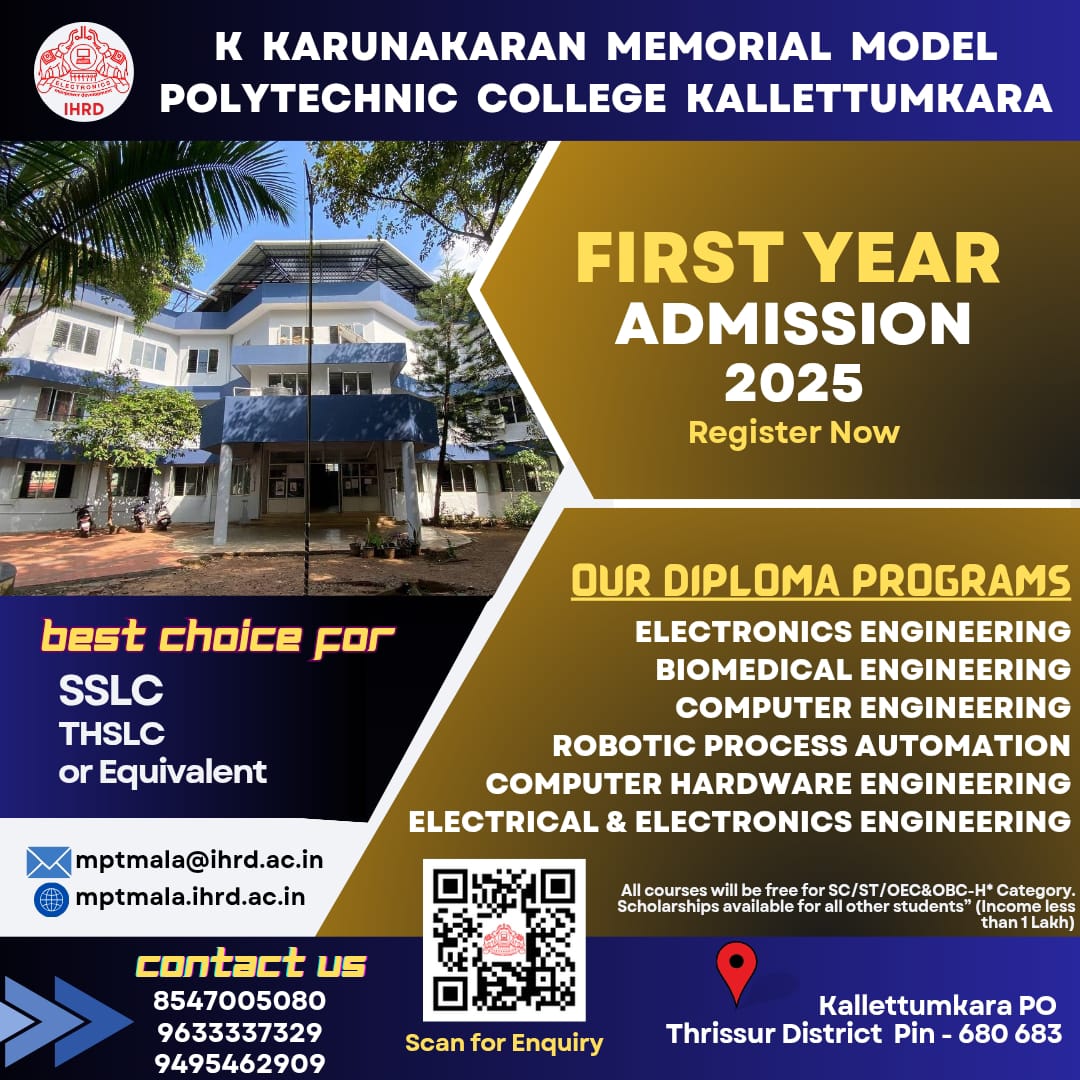 K KARUNAKARAN MEMORIAL MODEL
POLYTECHNIC COLLEGE KALLETTUMKARA
ELECTRONICS
IHRD
FIRST YEAR
ADMISSION
2025
Register Now
OUR DIPLOMA PROGRAMS
ELECTRONICS ENGINEERING
BIOMEDICAL ENGINEERING
COMPUTER ENGINEERING
ROBOTIC PROCESS AUTOMATION
COMPUTER HARDWARE ENGINEERING
ELECTRICAL & ELECTRONICS ENGINEERING
best choice for
SSLC
THSLC
or Equivalent
mptmala@ihrd.ac.in
mptmala.ihrd.ac.in
All courses will be free for SC/ST/OEC&OBC-H* Category.
Scholarships available for all other students” (Income less
than 1 Lakh)
contact us
8547005080
9633337329
9495462909
Scan for Enquiry
Kallettumkara PO
Thrissur District Pin - 680 683